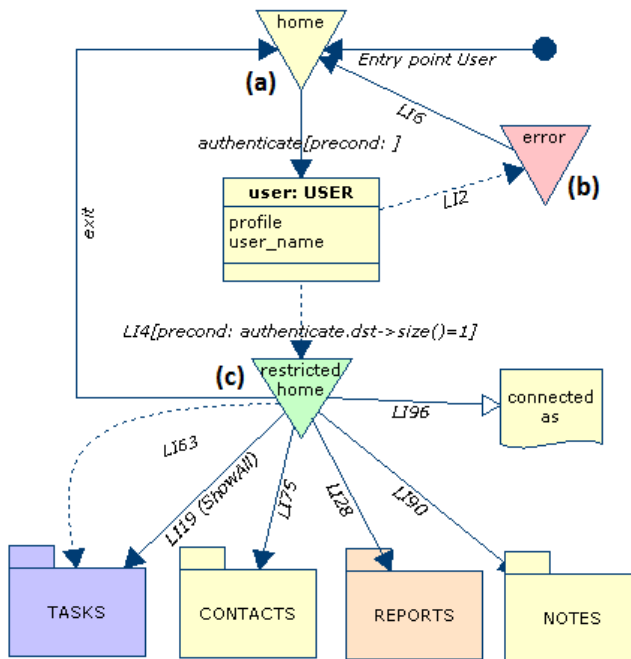 home
(a)
Entry point User
LI6
error
(b)
authenticate[precond: ]
user: USER
profile
user_name
LI2
exit
LI4[precond: authenticate.dst->size()=1]
(c)
restricted
home
LI96
connected
as
LI63
LI19 (ShowAll)
LI75
LI28
LI90
TASKS
CONTACTS
REPORTS
NOTES